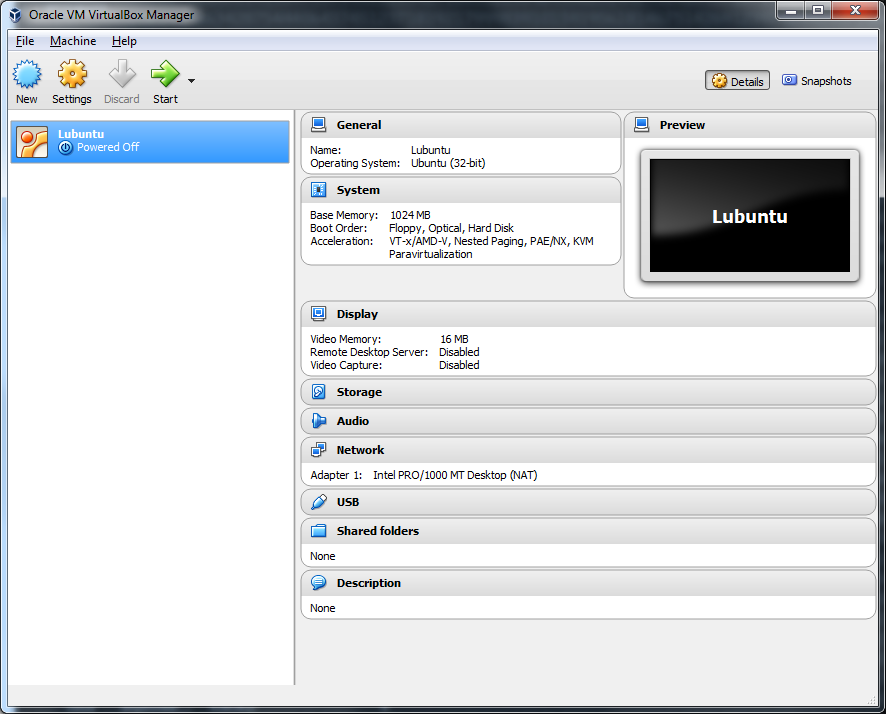 Oracle VM VirtualBox Manager
File Machine Help
New Settings Discard Start Details Snapshots
Lubuntu
Powered Off
General
Name: Lubuntu
Operating System: Ubuntu (32-bit)
System
Base Memory: 1024 MB
Boot Order: Floppy, Optical, Hard Disk
Acceleration: VT-x/AMD-V, Nested Paging, PAE/NX, KVM
Paravirtualization
Preview
Lubuntu
Display
Video Memory: 16 MB
Remote Desktop Server: Disabled
Video Capture: Disabled
Storage
Audio
Network
Adapter 1: Intel PRO/1000 MT Desktop (NAT)
USB
Shared folders
None
Description
None